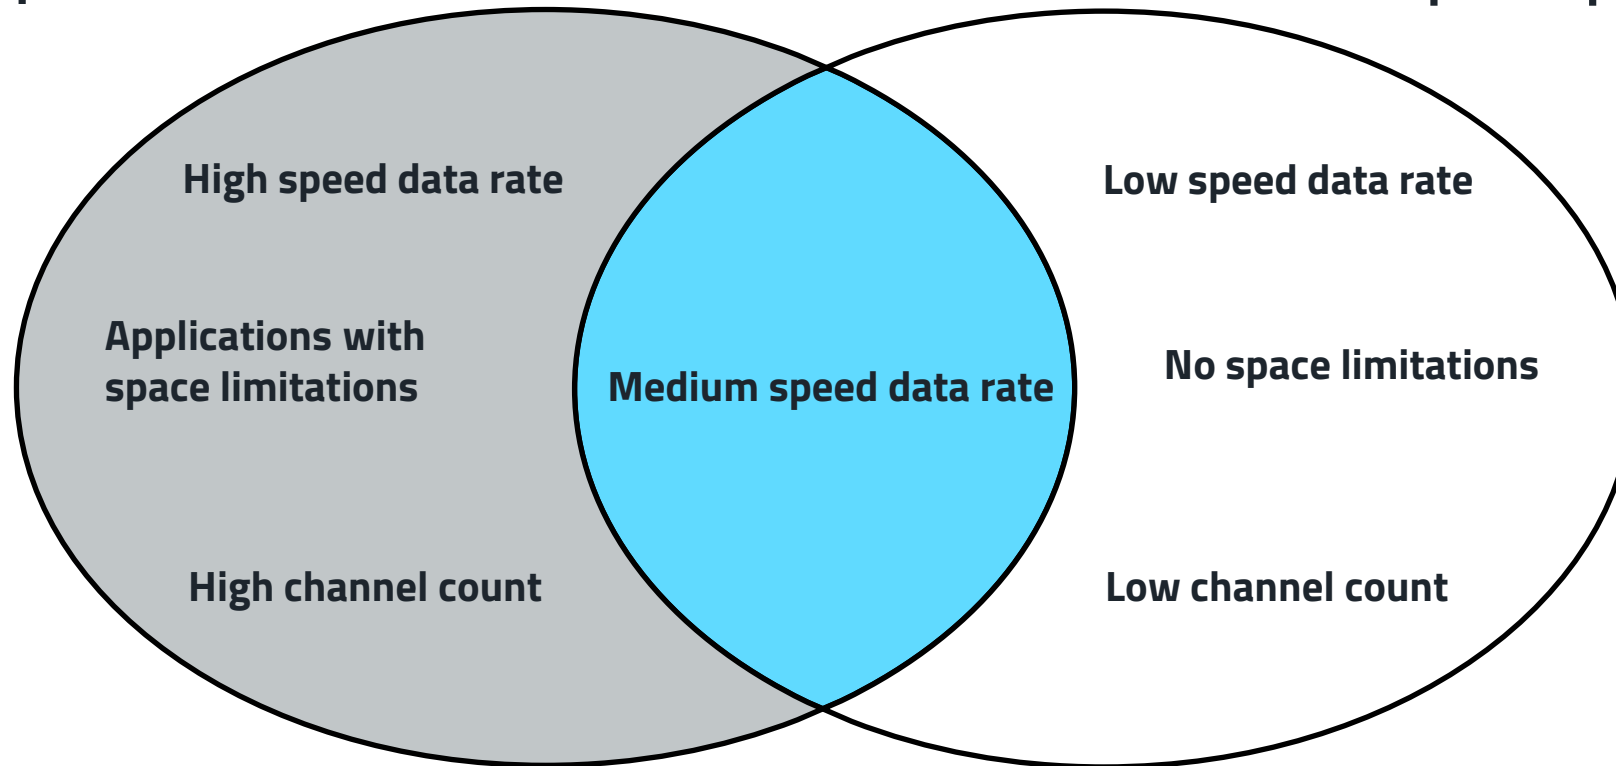 High speed data rate
Low speed data rate
Applications with
space limitations
No space limitations
Medium speed data rate
High channel count
Low channel count